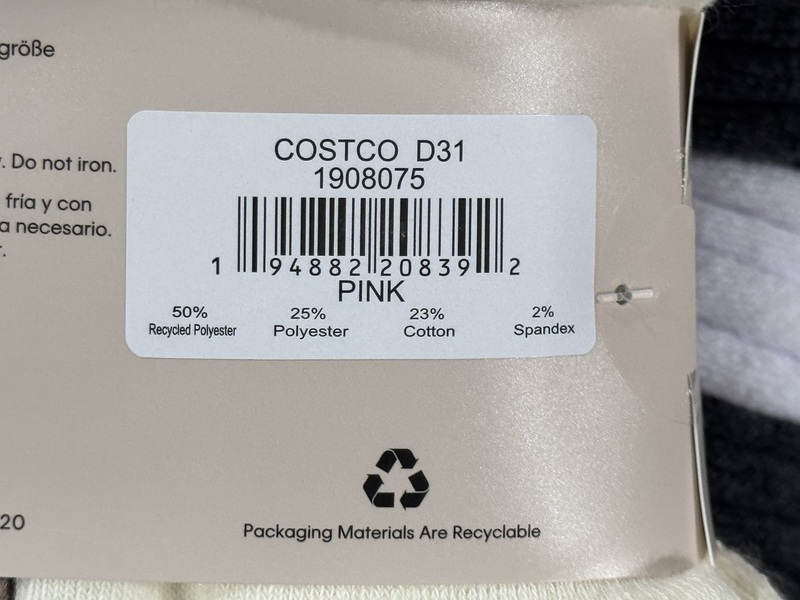 größe
. Do not iron.
fría y con
a necesario.
COSTCO D31
1908075
1 94882 20839 2
PINK
50% 25% 23% 2%
Recycled Polyester Polyester Cotton Spandex
20
Packaging Materials Are Recyclable